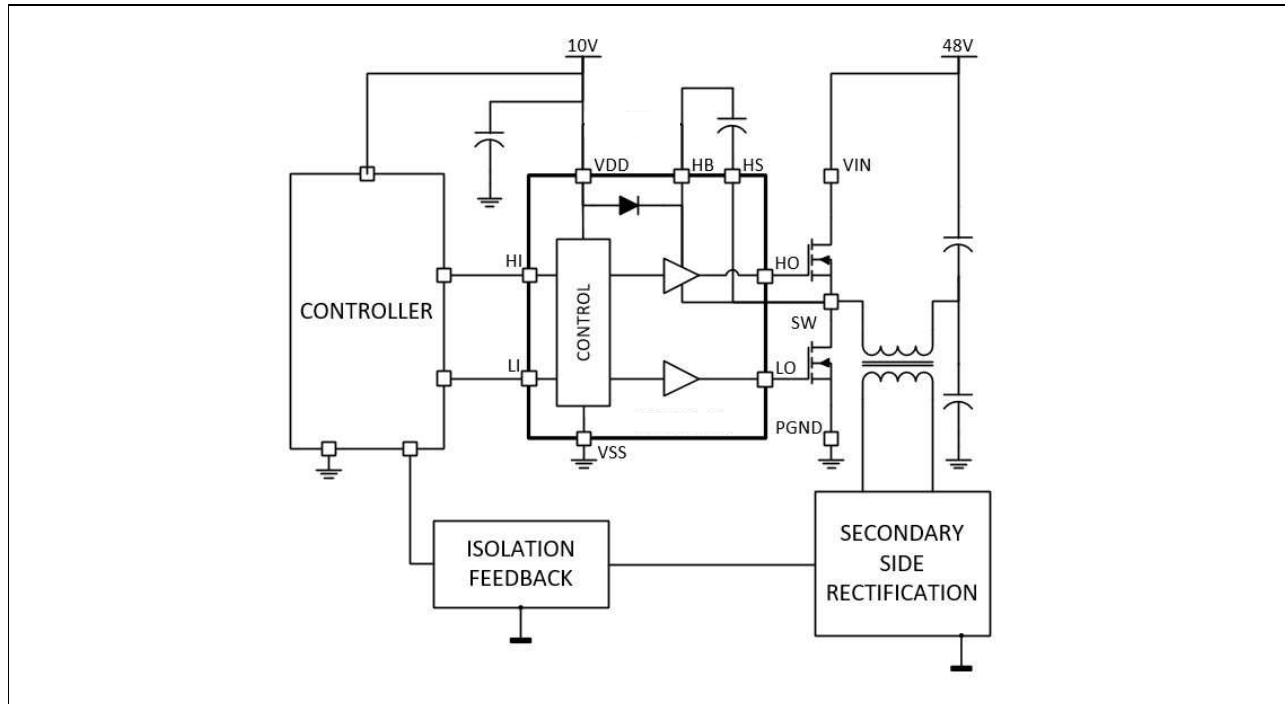 10V
48V
VDD
HB
HS
VIN
HI
HO
CONTROLLER
CONTROL
SW
LI
LO
PGND
VSS
ISOLATION
FEEDBACK
SECONDARY
SIDE
RECTIFICATION